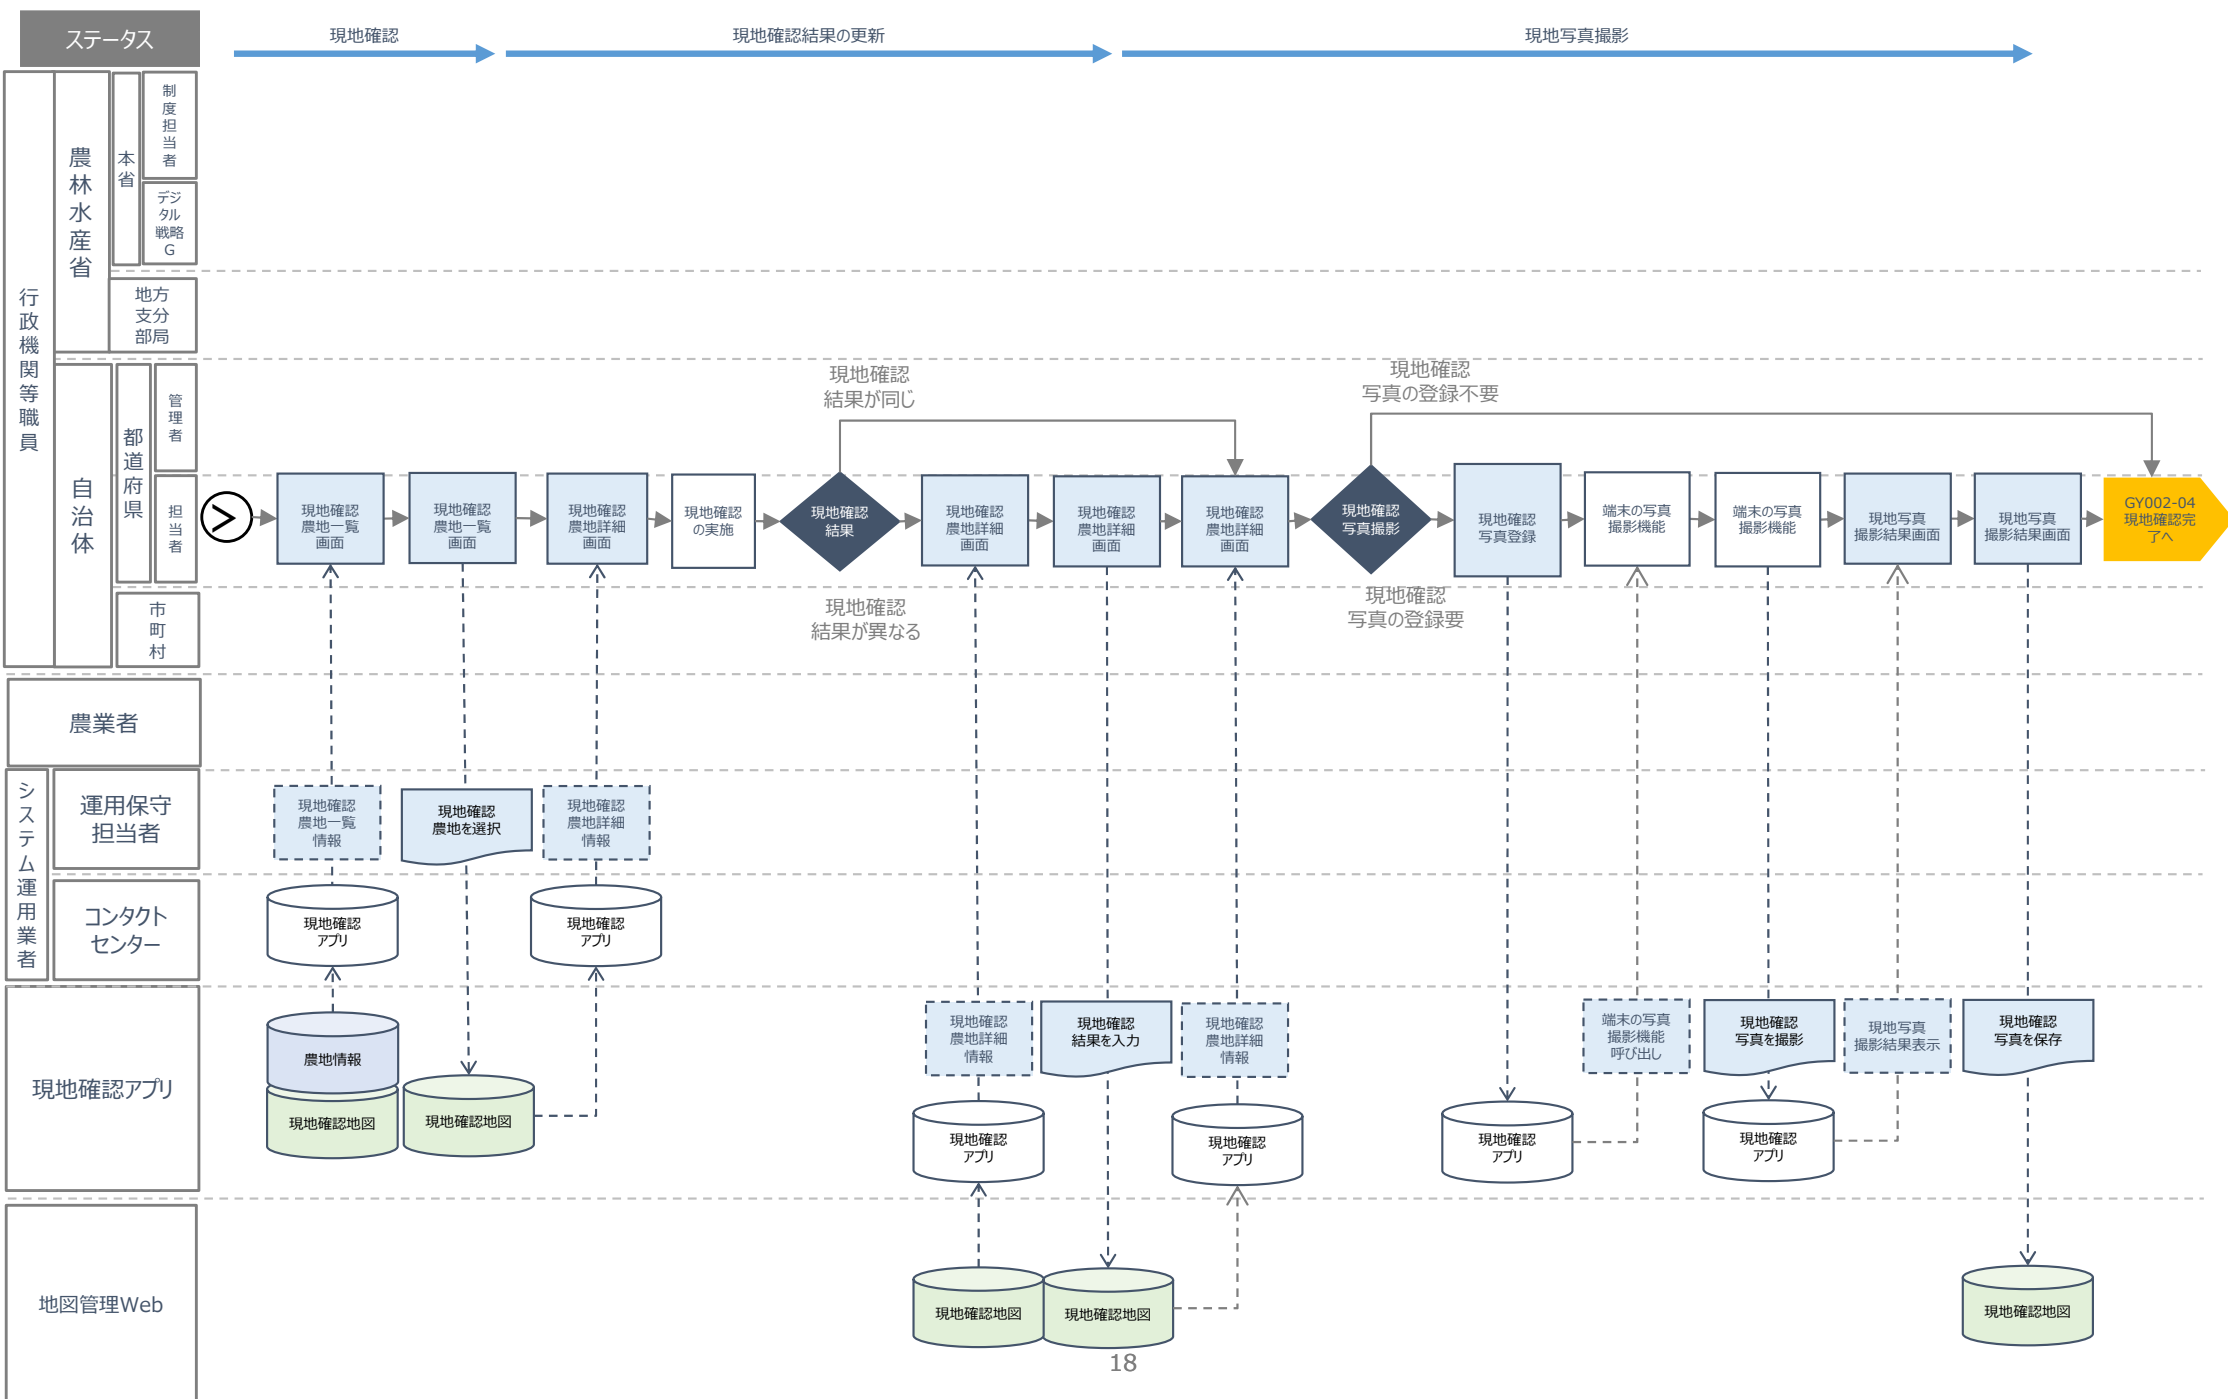 ステータス
現地確認
現地確認結果の更新
現地写真撮影
行政機関等職員
農林水産省
本省
制度担当者
デジ
タル
戦略
G
地方
支分
部局
自治体
都道府県
管理者
担当者
市町村
現地確認
結果が同じ
現地確認
写真の登録不要
>
現地確認
農地一覧
画面
現地確認
農地一覧
画面
現地確認
農地詳細
画面
現地確認
の実施
現地確認
結果
現地確認
農地詳細
画面
現地確認
農地詳細
画面
現地確認
農地詳細
画面
現地確認
写真撮影
現地確認
写真登録
端末の写真
撮影機能
端末の写真
撮影機能
現地写真
撮影結果画面
現地写真
撮影結果画面
GY002-04
現地確認完
了へ
現地確認
結果が異なる
現地確認
写真の登録要
農業者
システム運用業者
運用保守
担当者
現地確認
農地一覧
情報
現地確認
農地を選択
現地確認
農地詳細
情報
コンタクト
センター
現地確認
アプリ
現地確認
アプリ
現地確認アプリ
農地情報
現地確認地図
現地確認地図
現地確認
農地詳細
情報
現地確認
結果を入力
現地確認
農地詳細
情報
端末の写真
撮影機能
呼び出し
現地確認
写真を撮影
現地写真
撮影結果表示
現地確認
写真を保存
現地確認
アプリ
現地確認
アプリ
現地確認
アプリ
現地確認
アプリ
地図管理Web
現地確認地図
現地確認地図
現地確認地図
18